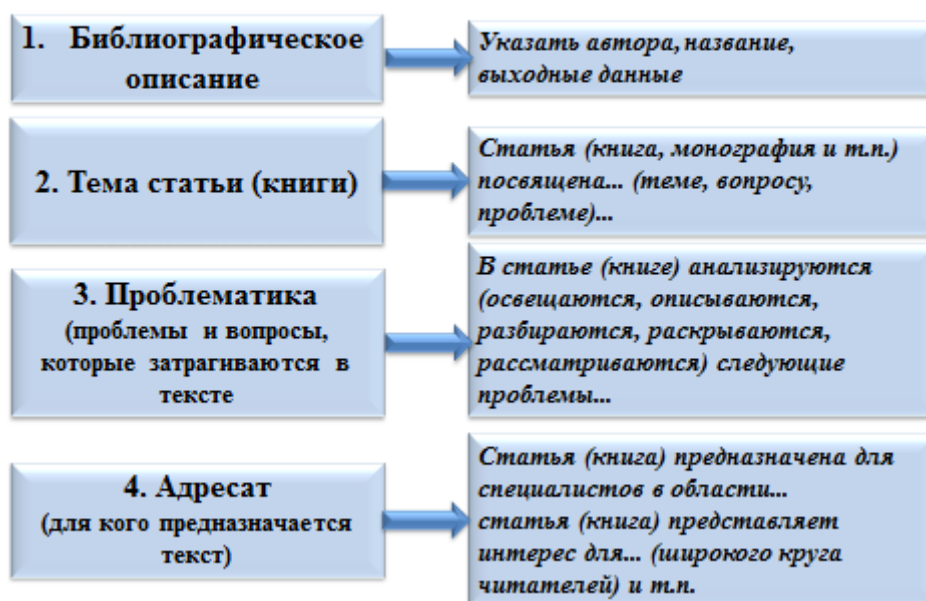 1. Библиографическое
описание
Указать автора, название,
выходные данные
2. Тема статьи (книги)
Статья (книга, монография и т.п.)
посвящена... (теме, вопросу,
проблеме)...
3. Проблематика
(проблемы и вопросы,
которые затрагиваются в
тексте
В статье (книге) анализируются
(освещаются, описываются,
разбираются, раскрываются,
рассматриваются) следующие
проблемы...
4. Адресат
(для кого предназначается
текст)
Статья (книга) предназначена для
специалистов в области...
статья (книга) представляет
интерес для... (широкого круга
читателей) и т.п.